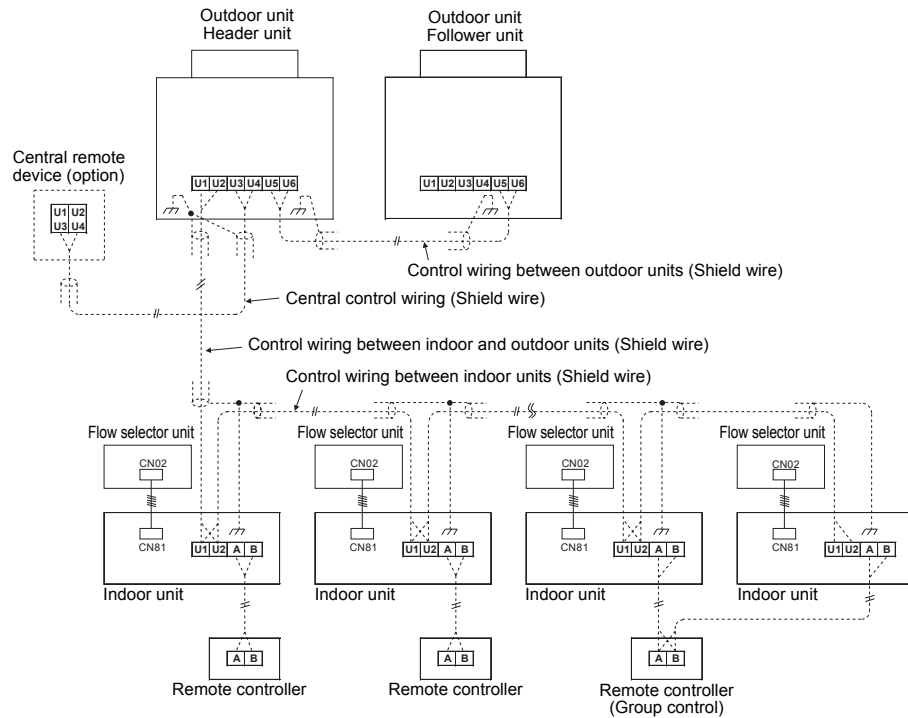 Outdoor unit
Header unit
Outdoor unit
Follower unit
Central remote
device (option)
U1 U2 U3 U4 U5 U6
U1 U2 U3 U4 U5 U6
U1 U2
U3 U4
Control wiring between outdoor units (Shield wire)
Central control wiring (Shield wire)
Control wiring between indoor and outdoor units (Shield wire)
Control wiring between indoor units (Shield wire)
Flow selector unit
Flow selector unit
Flow selector unit
Flow selector unit
CN02
CN02
CN02
CN02
CN81
CN81
CN81
CN81
U1 U2 A B
U1 U2 A B
U1 U2 A B
U1 U2 A B
Indoor unit
Indoor unit
Indoor unit
Indoor unit
A B
A B
A B
Remote controller
Remote controller
Remote controller
(Group control)